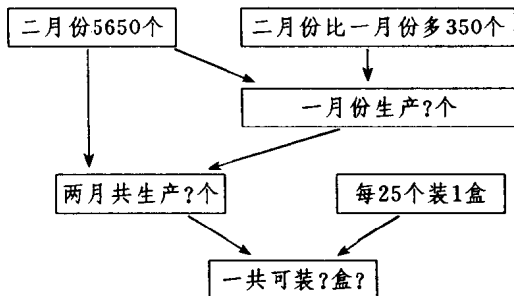 二月份5650个
二月份比一月份多350个
一月份生产?个
两月共生产?个
每25个装1盒
一共可装?盒?